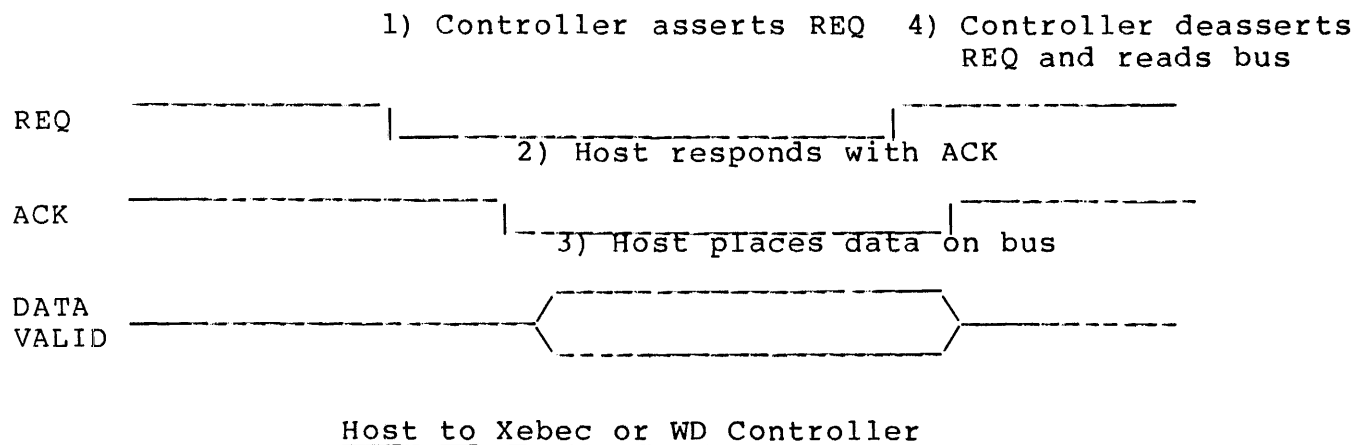 1) Controller asserts REQ 4) Controller deasserts
REQ and reads bus
REQ
2) Host responds with ACK
ACK
3) Host places data on bus
DATA
VALID
Host to Xebec or WD Controller